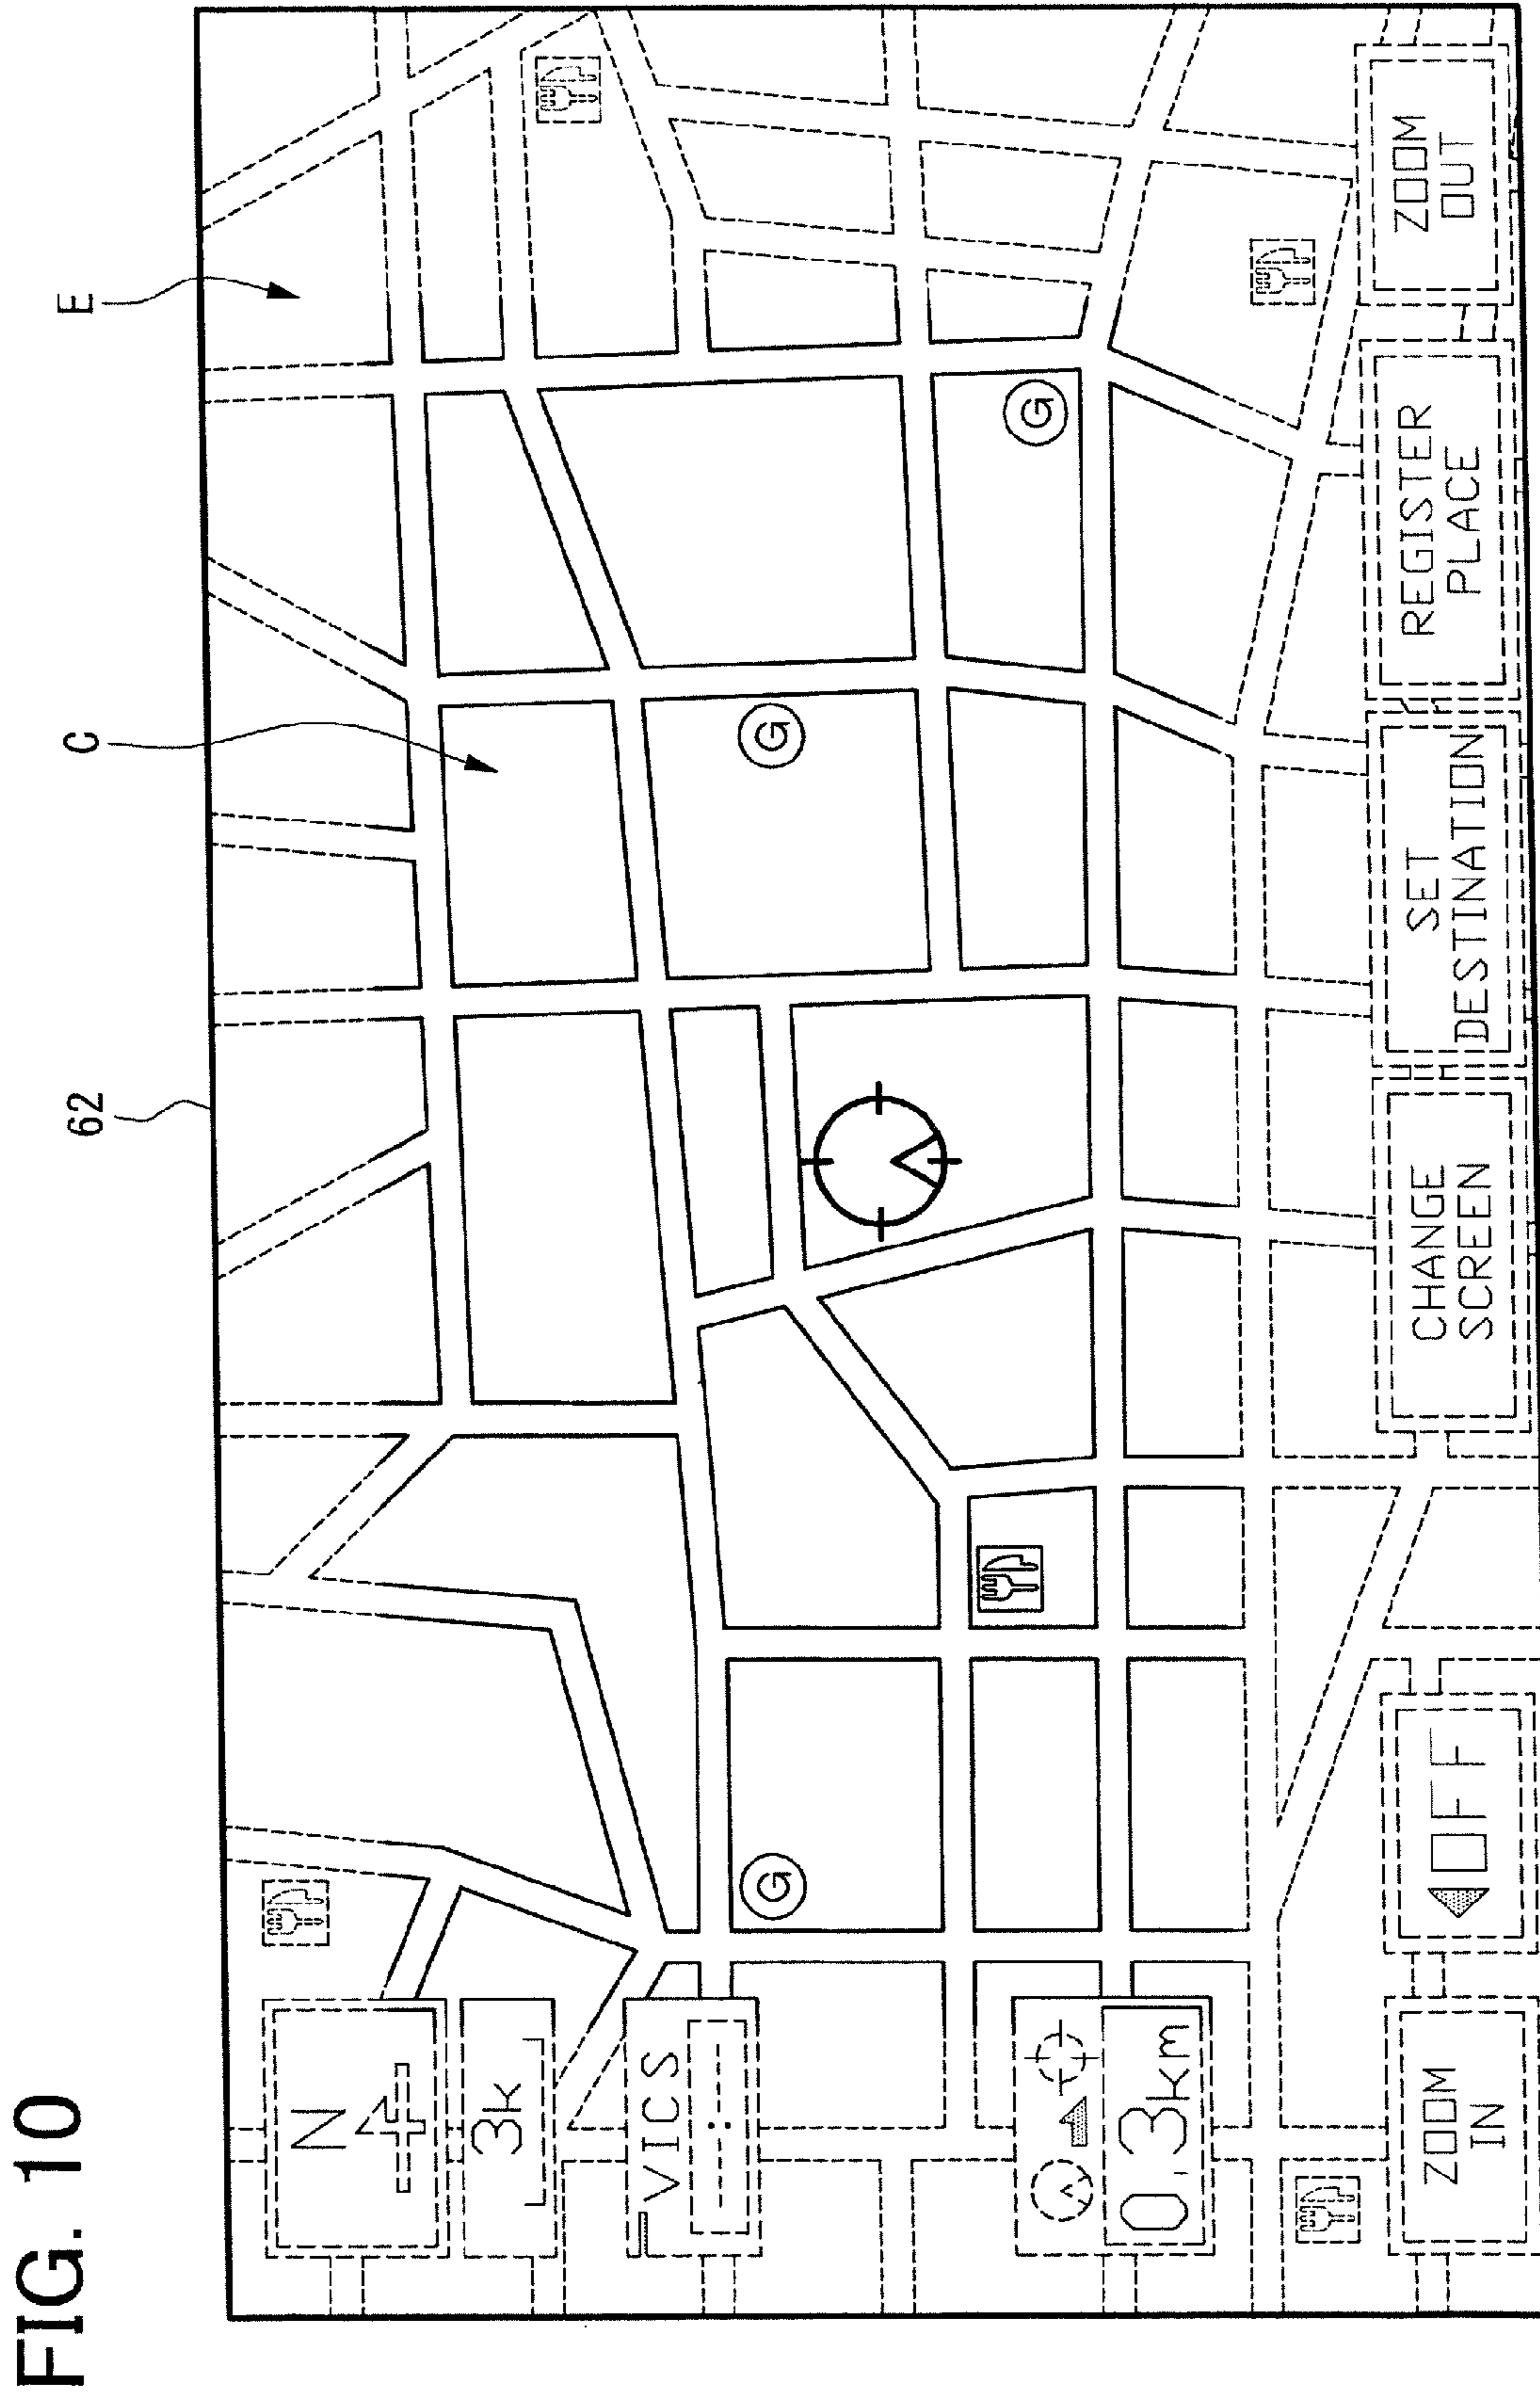 FIG. 10
62
C
E
N
3k
VICS
--:--
G
G
G
0.3km
ZOOM
IN
OFF
CHANGE
SCREEN
SET
DESTINATION
REGISTER
PLACE
ZOOM
OUT